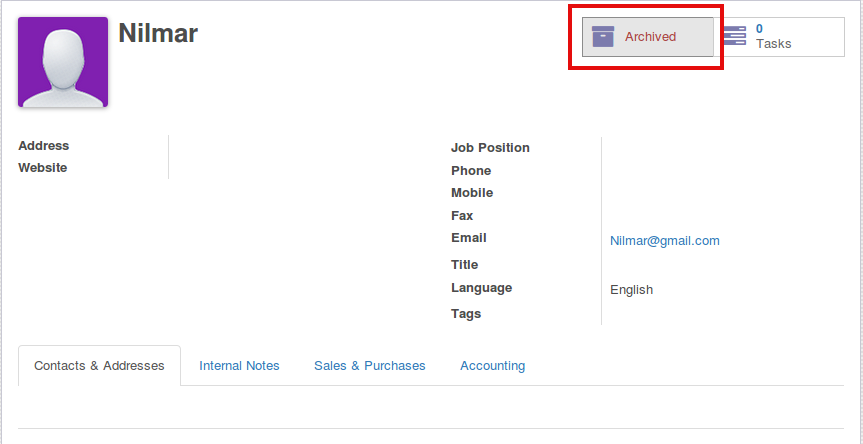 Nilmar
Archived
0
Tasks
Address
Website
Job Position
Phone
Mobile
Fax
Email Nilmar@gmail.com
Title
Language English
Tags
Contacts & Addresses Internal Notes Sales & Purchases Accounting